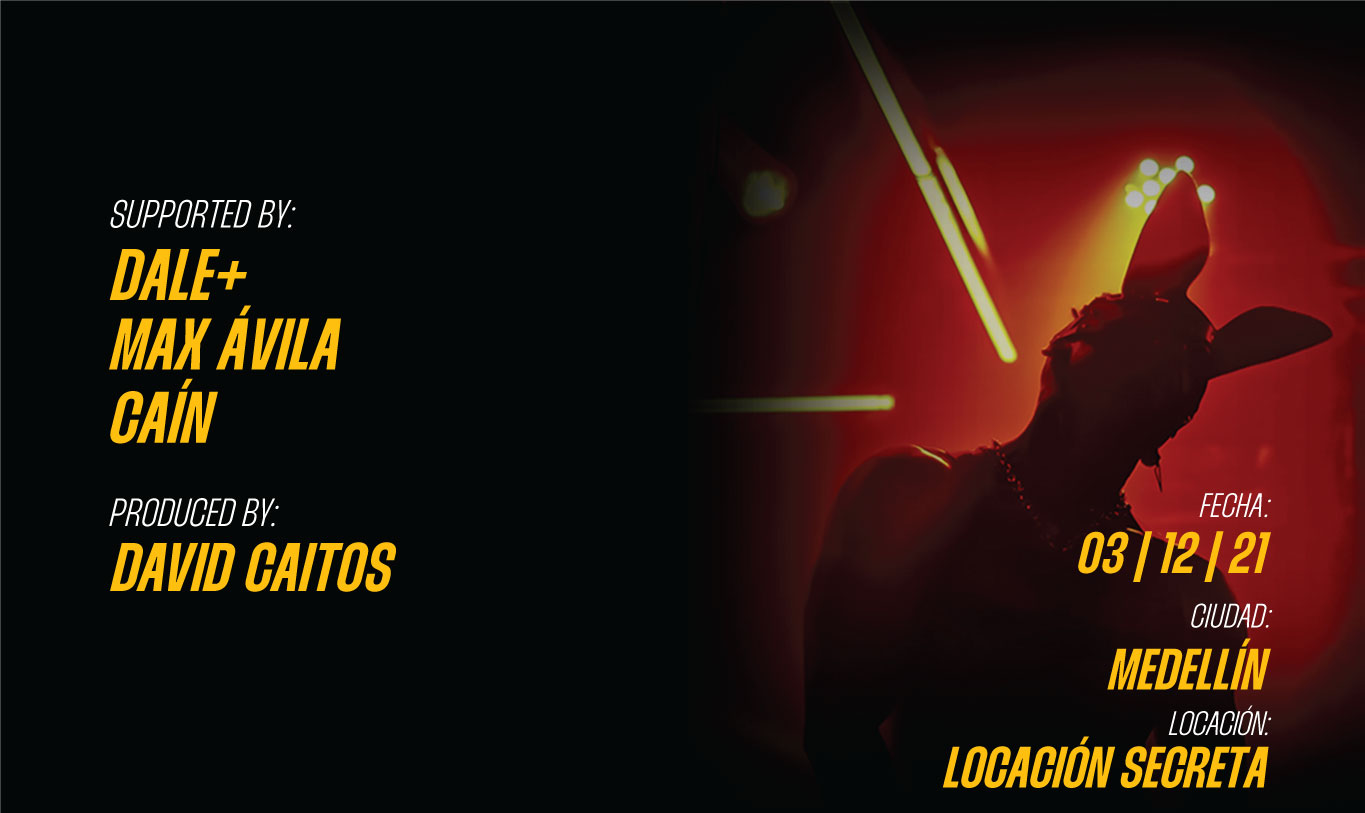 SUPPORTED BY:
DALE+
MAX ÁVILA
CAÍN
PRODUCED BY:
DAVID CAITOS
FECHA:
03 | 12 | 21
CIUDAD:
MEDELLÍN
LOCACIÓN:
LOCACIÓN SECRETA